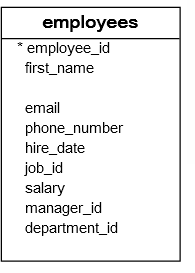 employees
* employee_id
first_name
email
phone_number
hire_date
job_id
salary
manager_id
department_id